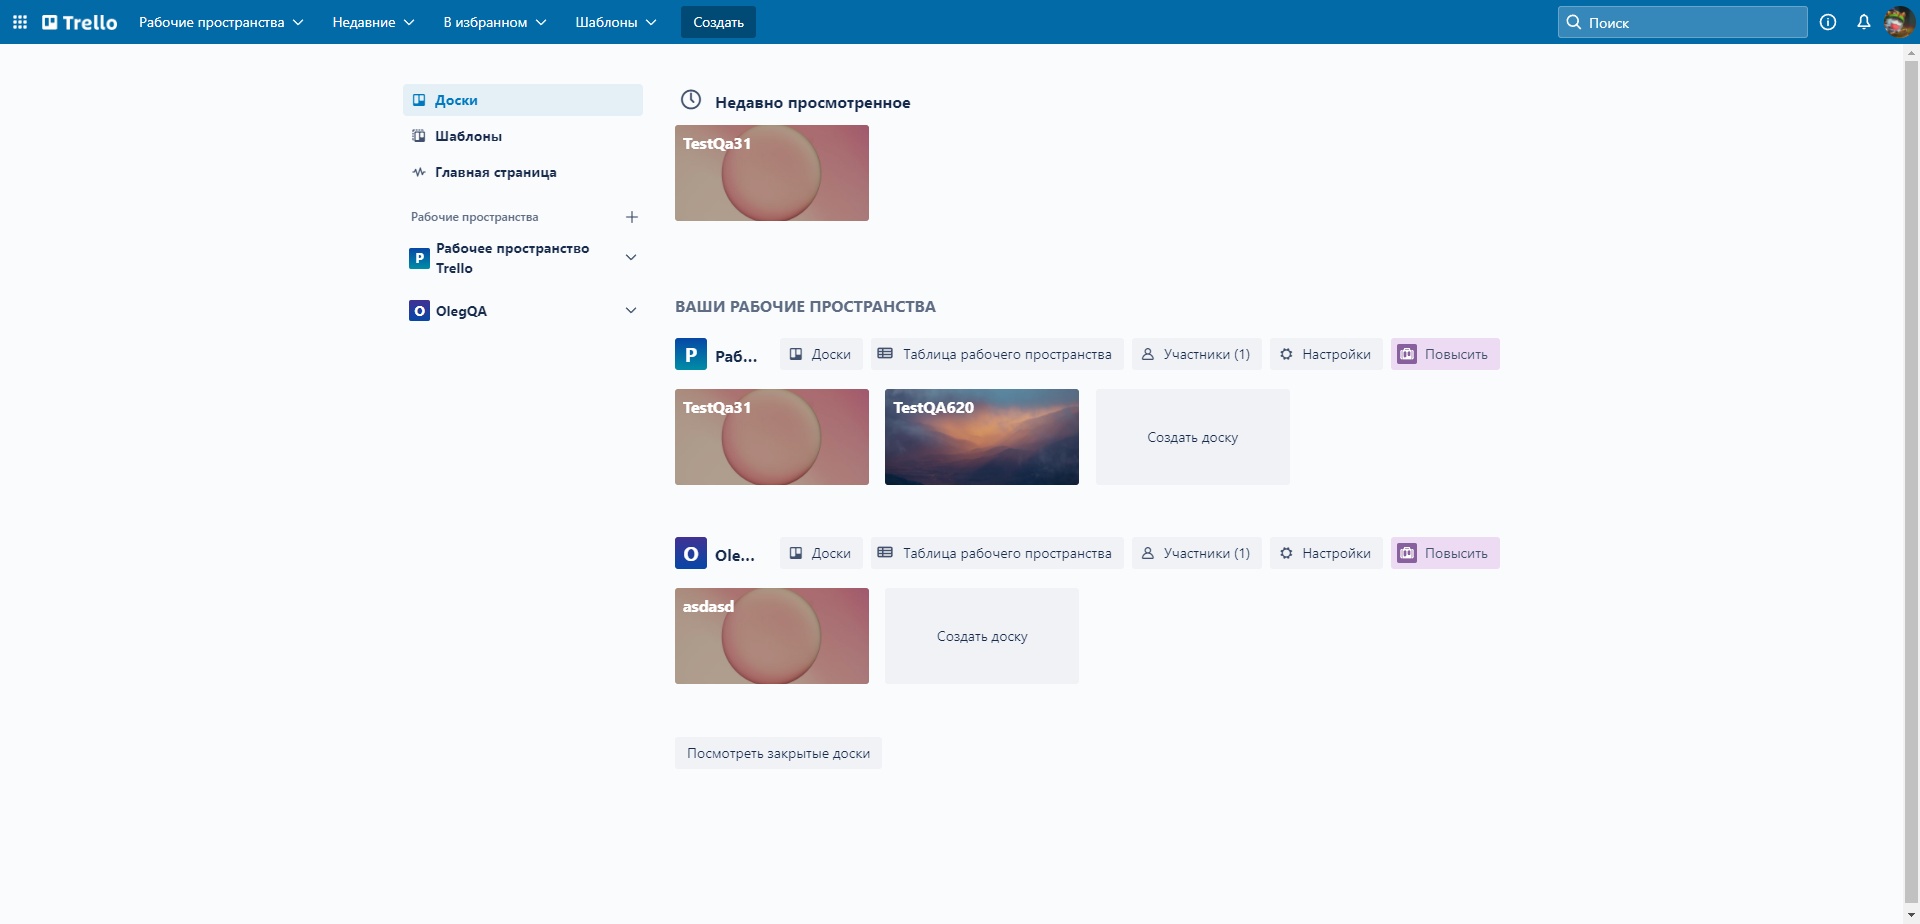 Trello
Рабочие пространства
Недавние
В избранном
Шаблоны
Создать
Поиск
Доски
Шаблоны
Главная страница
Рабочие пространства
Р Рабочее пространство
Trello
O OlegQA
Недавно просмотренное
TestQa31
ВАШИ РАБОЧИЕ ПРОСТРАНСТВА
Р Раб...
Доски
Таблица рабочего пространства
Участники (1)
Настройки
Повысить
TestQa31
TestQA620
Создать доску
O Ole...
Доски
Таблица рабочего пространства
Участники (1)
Настройки
Повысить
asdasd
Создать доску
Посмотреть закрытые доски